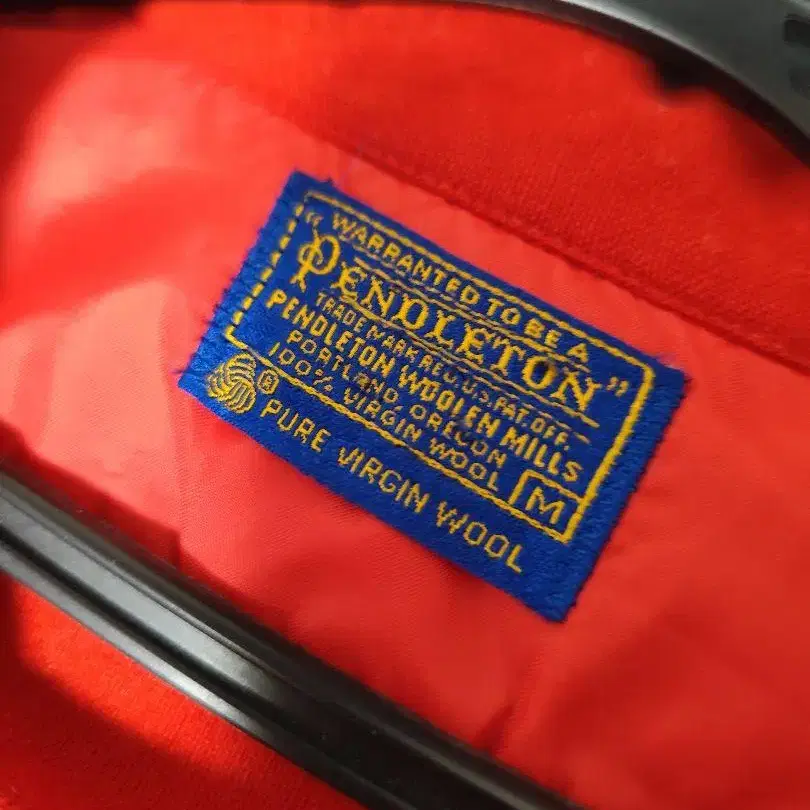 WARRANTED TO BE A
"PENDLETON"
TRADE MARK REG. U.S. PAT. OFF.
PENDLETON WOOLEN MILLS
PORTLAND, OREGON
100% VIRGIN WOOL
M
® PURE VIRGIN WOOL